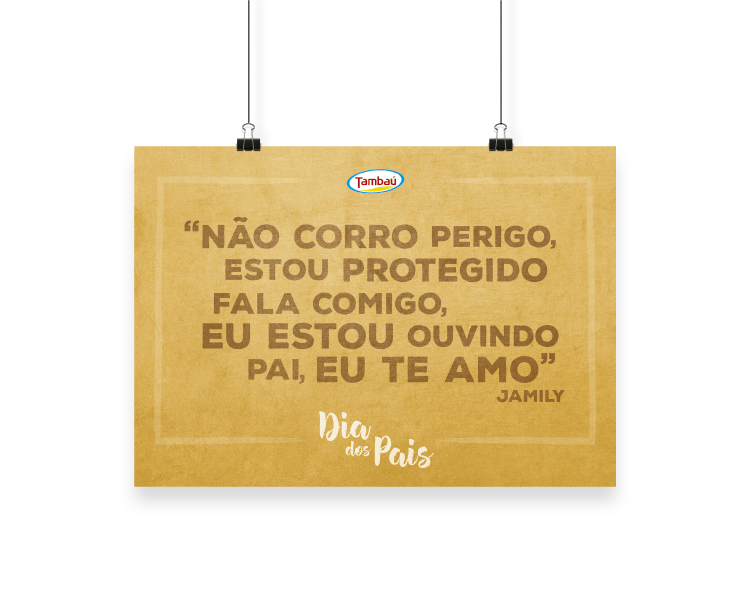 Tambaú
“NÃO CORRO PERIGO,
ESTOU PROTEGIDO
FALA COMIGO,
EU ESTOU OUVINDO
PAI, EU TE AMO”
JAMILY
Dia
dos Pais